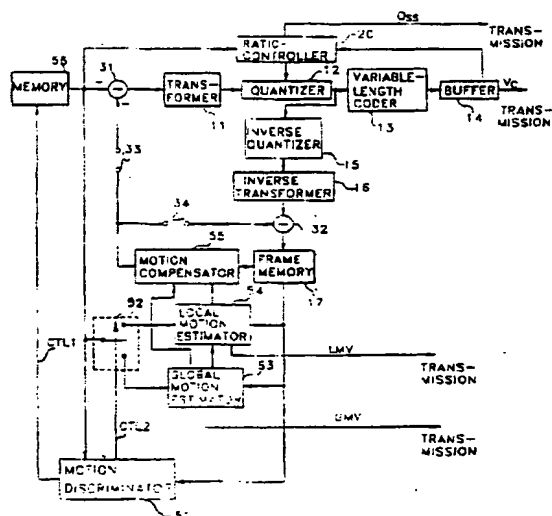 QSS
TRANS-
MISSION
RATIC-
CONTROLLER
20
56
MEMORY
31
TRANS-
FORMER
11
12
QUANTIZER
VARIABLE-
LENGTH
CODER
13
BUFFER
14
VC
TRANS-
MISSION
INVERSE
QUANTIZER
15
INVERSE
TRANSFORMER
16
33
34
32
55
MOTION
COMPENSATOR
FRAME
MEMORY
17
54
52
LOCAL
MOTION
ESTIMATOR
LMV
TRANS-
MISSION
CTL1
53
GLOBAL
MOTION
ESTIMATOR
GMV
TRANS-
MISSION
CTL2
MOTION
DISCRIMINATOR